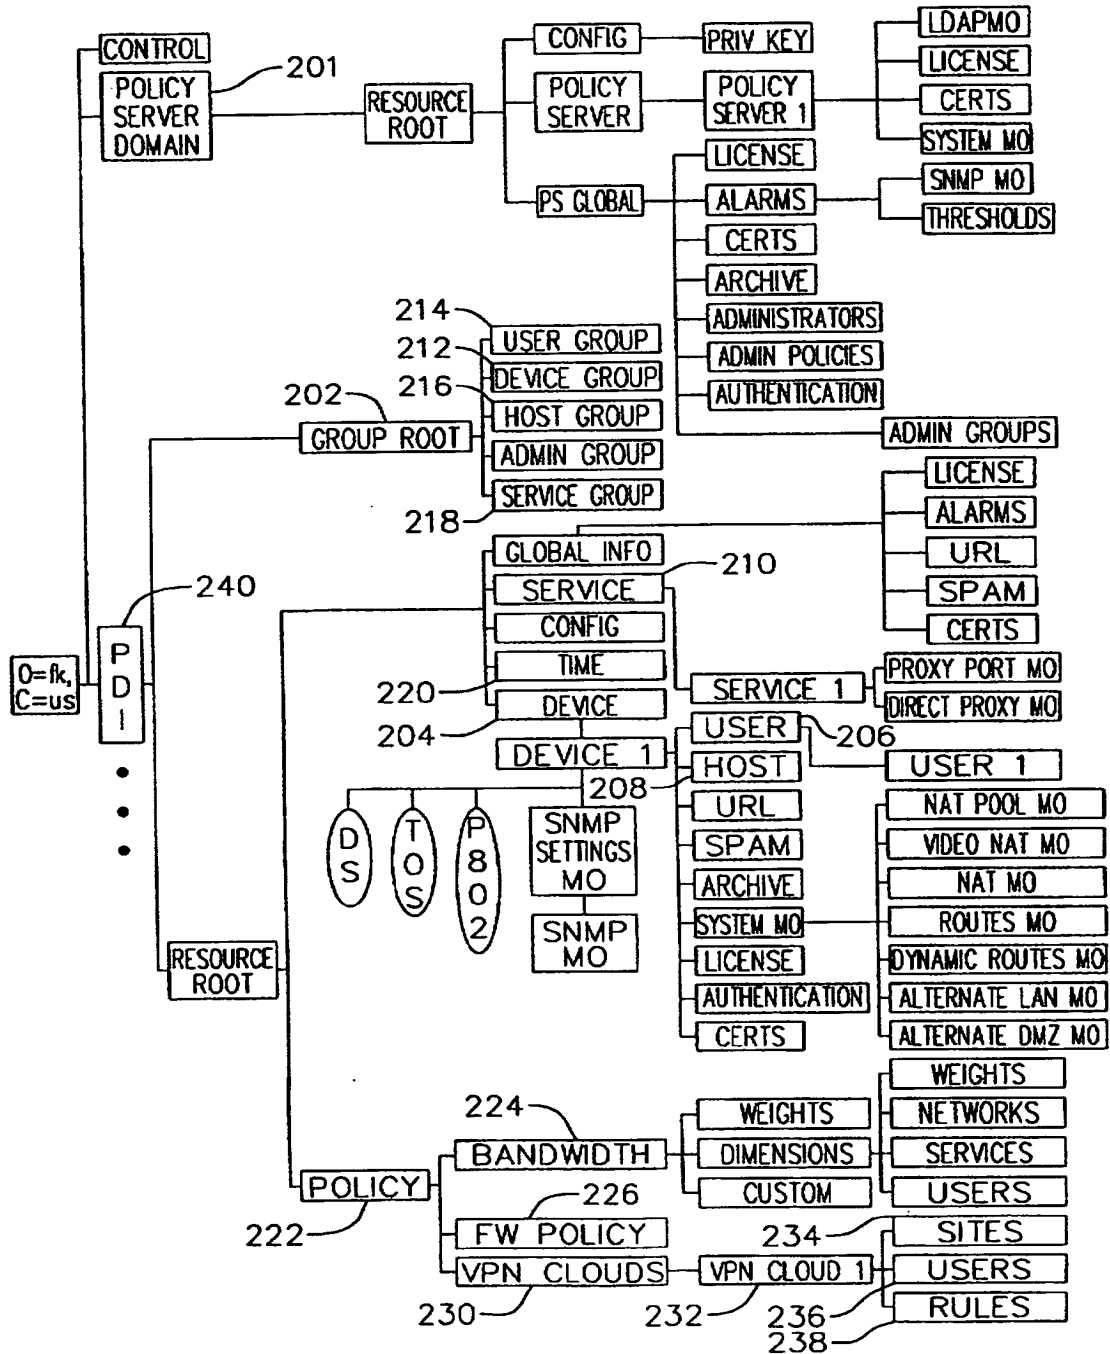 CONTROL
201
POLICY
SERVER
DOMAIN
RESOURCE
ROOT
CONFIG
PRIV KEY
POLICY
SERVER
POLICY
SERVER 1
LDAPMO
LICENSE
CERTS
SYSTEM MO
PS GLOBAL
LICENSE
ALARMS
SNMP MO
THRESHOLDS
CERTS
ARCHIVE
ADMINISTRATORS
ADMIN POLICIES
AUTHENTICATION
ADMIN GROUPS
214
USER GROUP
212
DEVICE GROUP
216
HOST GROUP
202
GROUP ROOT
ADMIN GROUP
SERVICE GROUP
218
GLOBAL INFO
LICENSE
ALARMS
URL
SPAM
CERTS
210
SERVICE
CONFIG
TIME
220
DEVICE
204
SERVICE 1
PROXY PORT MO
DIRECT PROXY MO
240
O=fk,
C=us
P
D
I
DEVICE 1
USER
206
USER 1
208
HOST
URL
SPAM
ARCHIVE
SYSTEM MO
LICENSE
AUTHENTICATION
CERTS
NAT POOL MO
VIDEO NAT MO
NAT MO
ROUTES MO
DYNAMIC ROUTES MO
ALTERNATE LAN MO
ALTERNATE DMZ MO
DS
TOS
P802
SNMP
SETTINGS
MO
SNMP
MO
RESOURCE
ROOT
POLICY
222
224
BANDWIDTH
WEIGHTS
DIMENSIONS
CUSTOM
WEIGHTS
NETWORKS
SERVICES
USERS
226
FW POLICY
VPN CLOUDS
230
VPN CLOUD 1
232
234
SITES
USERS
236
RULES
238